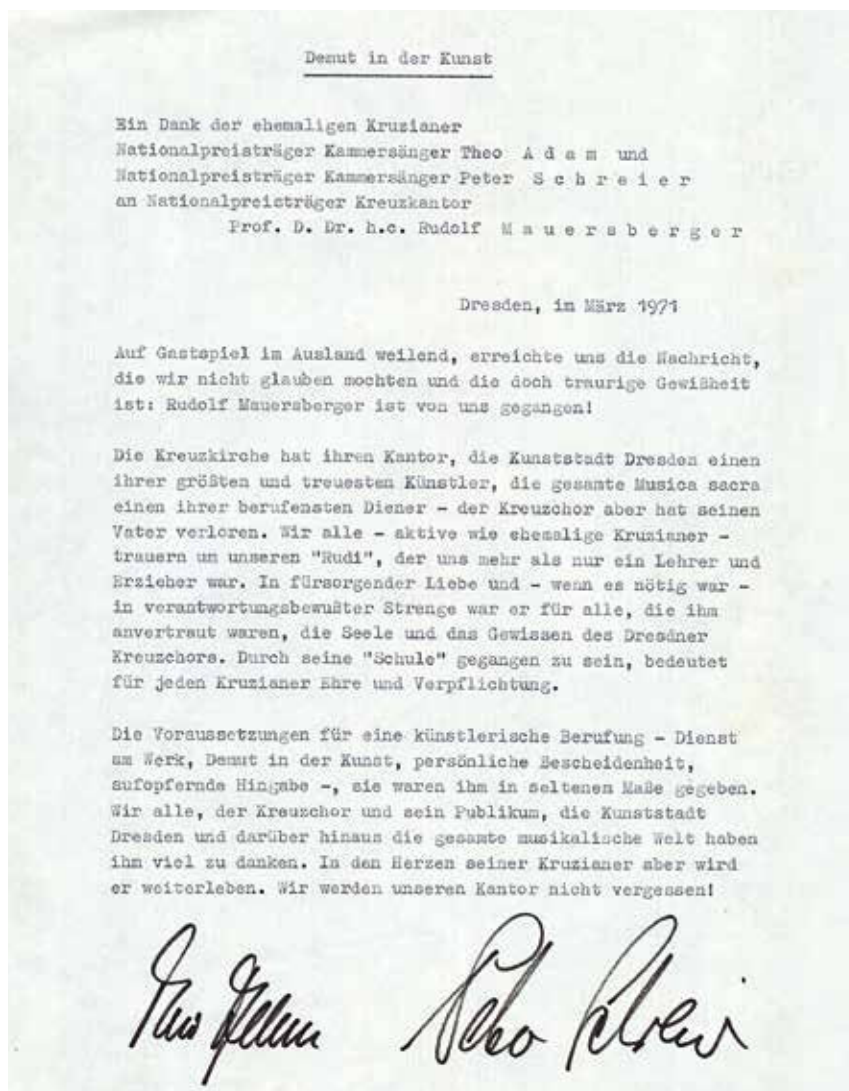 Demut in der Kunst
Ein Dank der ehemaligen Kruzianer
Nationalpreisträger Kammersänger Theo A d a m und
Nationalpreisträger Kammersänger Peter S c h r e i e r
an Nationalpreisträger Kreuzkantor
Prof. D. Dr. h.c. Rudolf M a u e r s b e r g e r
Dresden, im März 1971
Auf Gastspiel im Ausland weilend, erreichte uns die Nachricht,
die wir nicht glauben mochten und die doch traurige Gewißheit
ist: Rudolf Mauersberger ist von uns gegangen!
Die Kreuzkirche hat ihren Kantor, die Kunststadt Dresden einen
ihrer größten und treuesten Künstler, die gesamte Musica sacra
einen ihrer berufensten Diener - der Kreuzchor aber hat seinen
Vater verloren. Wir alle - aktive wie ehemalige Kruzianer -
trauern um unseren "Rudi", der uns mehr als nur ein Lehrer und
Erzieher war. In fürsorgender Liebe und - wenn es nötig war -
in verantwortungsbewußter Strenge war er für alle, die ihm
anvertraut waren, die Seele und das Gewissen des Dresdner
Kreuzchors. Durch seine "Schule" gegangen zu sein, bedeutet
für jeden Kruzianer Ehre und Verpflichtung.
Die Voraussetzungen für eine künstlerische Berufung - Dienst
am Werk, Demut in der Kunst, persönliche Bescheidenheit,
aufopfernde Hingabe -, sie waren ihm in seltenem Maße gegeben.
Wir alle, der Kreuzchor und sein Publikum, die Kunststadt
Dresden und darüber hinaus die gesamte musikalische Welt haben
ihm viel zu danken. In den Herzen seiner Kruzianer aber wird
er weiterleben. Wir werden unseren Kantor nicht vergessen!